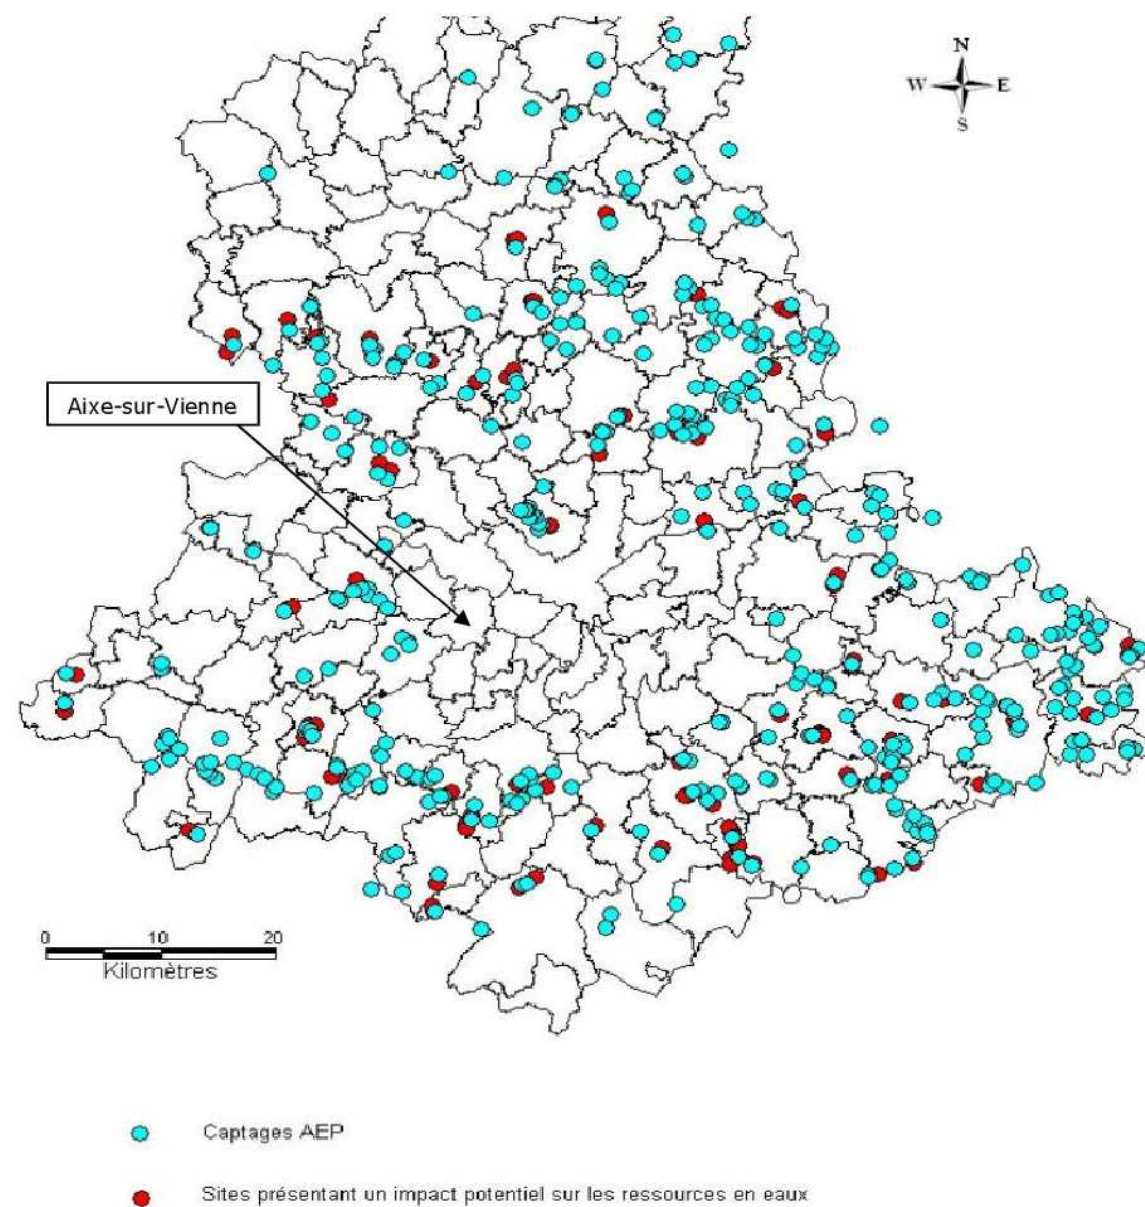 N
W E
S
Aixe-sur-Vienne
0 10 20
Kilomètres
Captages AEP
Sites présentant un impact potentiel sur les ressources en eaux